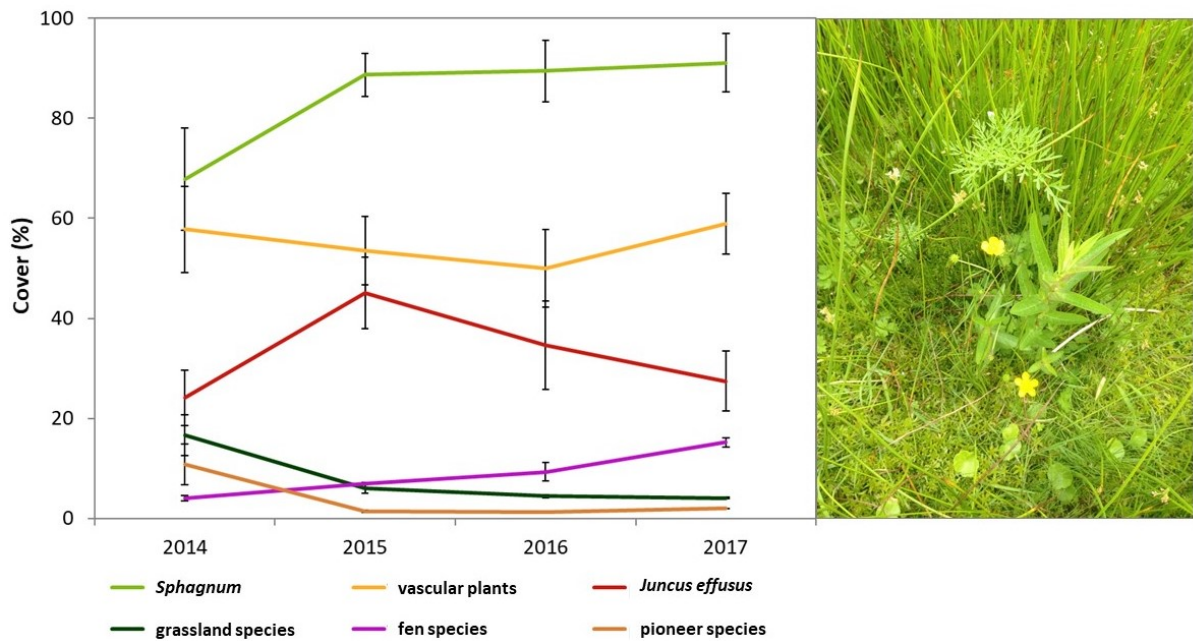 100
80
60
40
20
0
Cover (%)
2014 2015 2016 2017
Sphagnum vascular plants Juncus effusus
grassland species fen species pioneer species